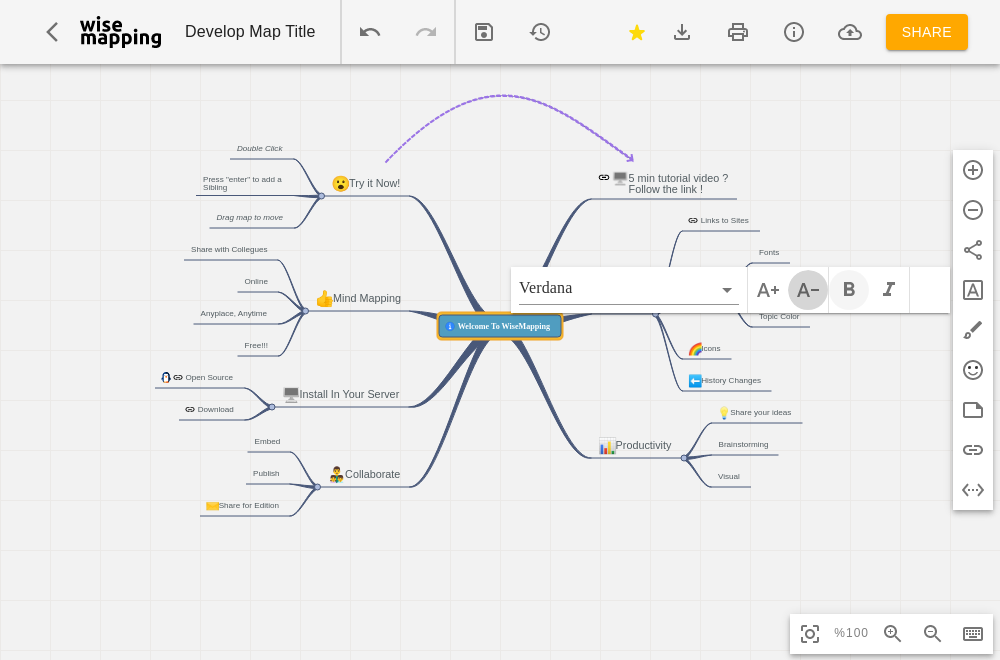 wise
mapping
Develop Map Title
SHARE
Double Click
Press "enter" to add a
Sibling
Drag map to move
Try it Now!
5 min tutorial video ?
Follow the link !
Links to Sites
Share with Collegues
Online
Anyplace, Anytime
Free!!!
Mind Mapping
Fonts
Verdana
A+
A-
B
I
Topic Color
Welcome To WiseMapping
Icons
History Changes
Open Source
Download
Install In Your Server
Share your ideas
Brainstorming
Visual
Productivity
Embed
Publish
Share for Edition
Collaborate
A
%100